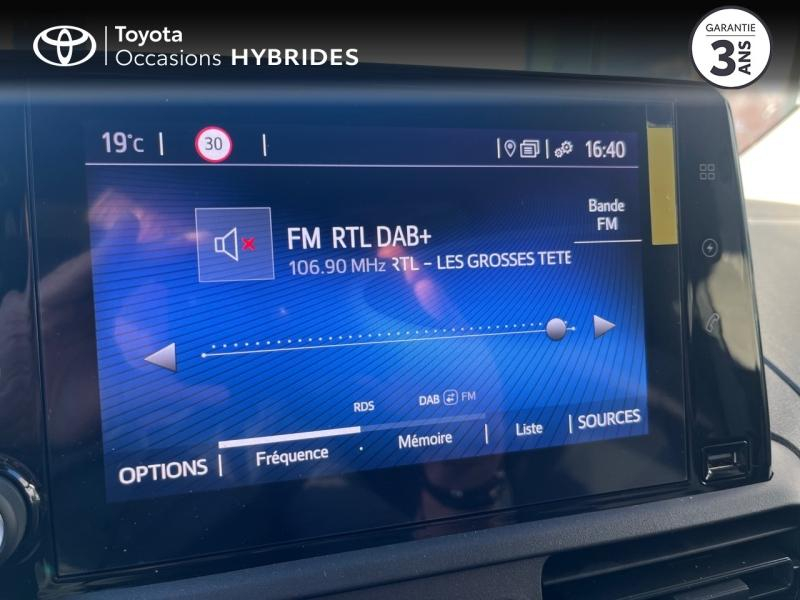 Toyota
Occasions HYBRIDES
GARANTIE
3 ANS
19°C | 30 | 16:40
Bande
FM
FM RTL DAB+
106.90 MHz RTL – LES GROSSES TETE
RDS
DAB FM
OPTIONS | Fréquence · Mémoire | Liste | SOURCES